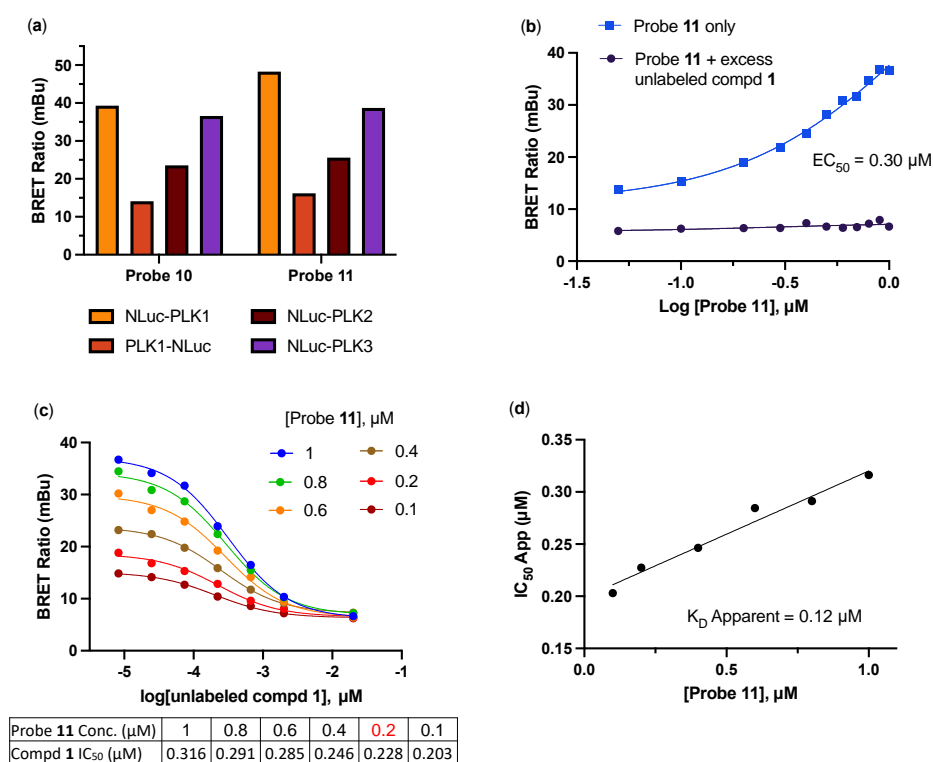 (a)
BRET Ratio (mBu)
50
40
30
20
10
0
Probe 10
Probe 11
NLuc-PLK1
NLuc-PLK2
PLK1-NLuc
NLuc-PLK3
(b)
Probe 11 only
Probe 11 + excess
unlabeled compd 1
BRET Ratio (mBu)
40
30
20
10
0
EC50 = 0.30 µM
-1.5
-1.0
-0.5
0.0
Log [Probe 11], µM
(c)
[Probe 11], µM
1
0.4
0.8
0.2
0.6
0.1
BRET Ratio (mBu)
40
30
20
10
0
-5
-4
-3
-2
-1
log[unlabeled compd 1], µM
Probe 11 Conc. (µM) 1 0.8 0.6 0.4 0.2 0.1
Compd 1 IC50 (µM) 0.316 0.291 0.285 0.246 0.228 0.203
(d)
IC50 App (µM)
0.35
0.30
0.25
0.20
0.15
KD Apparent = 0.12 µM
0.0
0.5
1.0
[Probe 11], µM